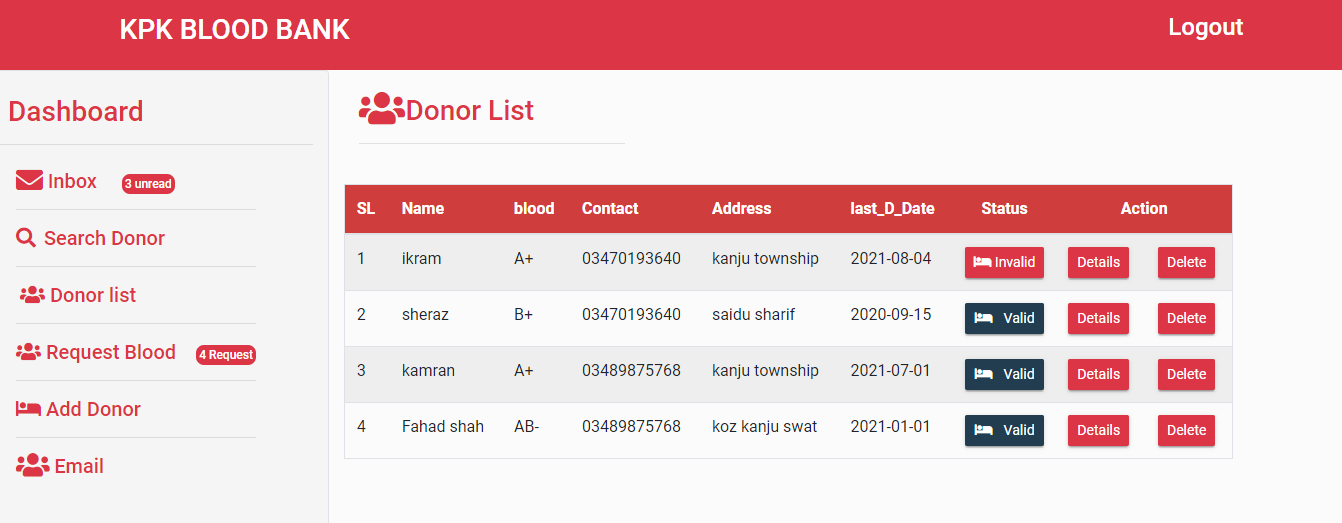 KPK BLOOD BANK Logout
Dashboard
Inbox 3 unread
Search Donor
Donor list
Request Blood 4 Request
Add Donor
Email
Donor List
SL Name blood Contact Address last_D_Date Status Action
1 ikram A+ 03470193640 kanju township 2021-08-04 Invalid Details Delete
2 sheraz B+ 03470193640 saidu sharif 2020-09-15 Valid Details Delete
3 kamran A+ 03489875768 kanju township 2021-07-01 Valid Details Delete
4 Fahad shah AB- 03489875768 koz kanju swat 2021-01-01 Valid Details Delete